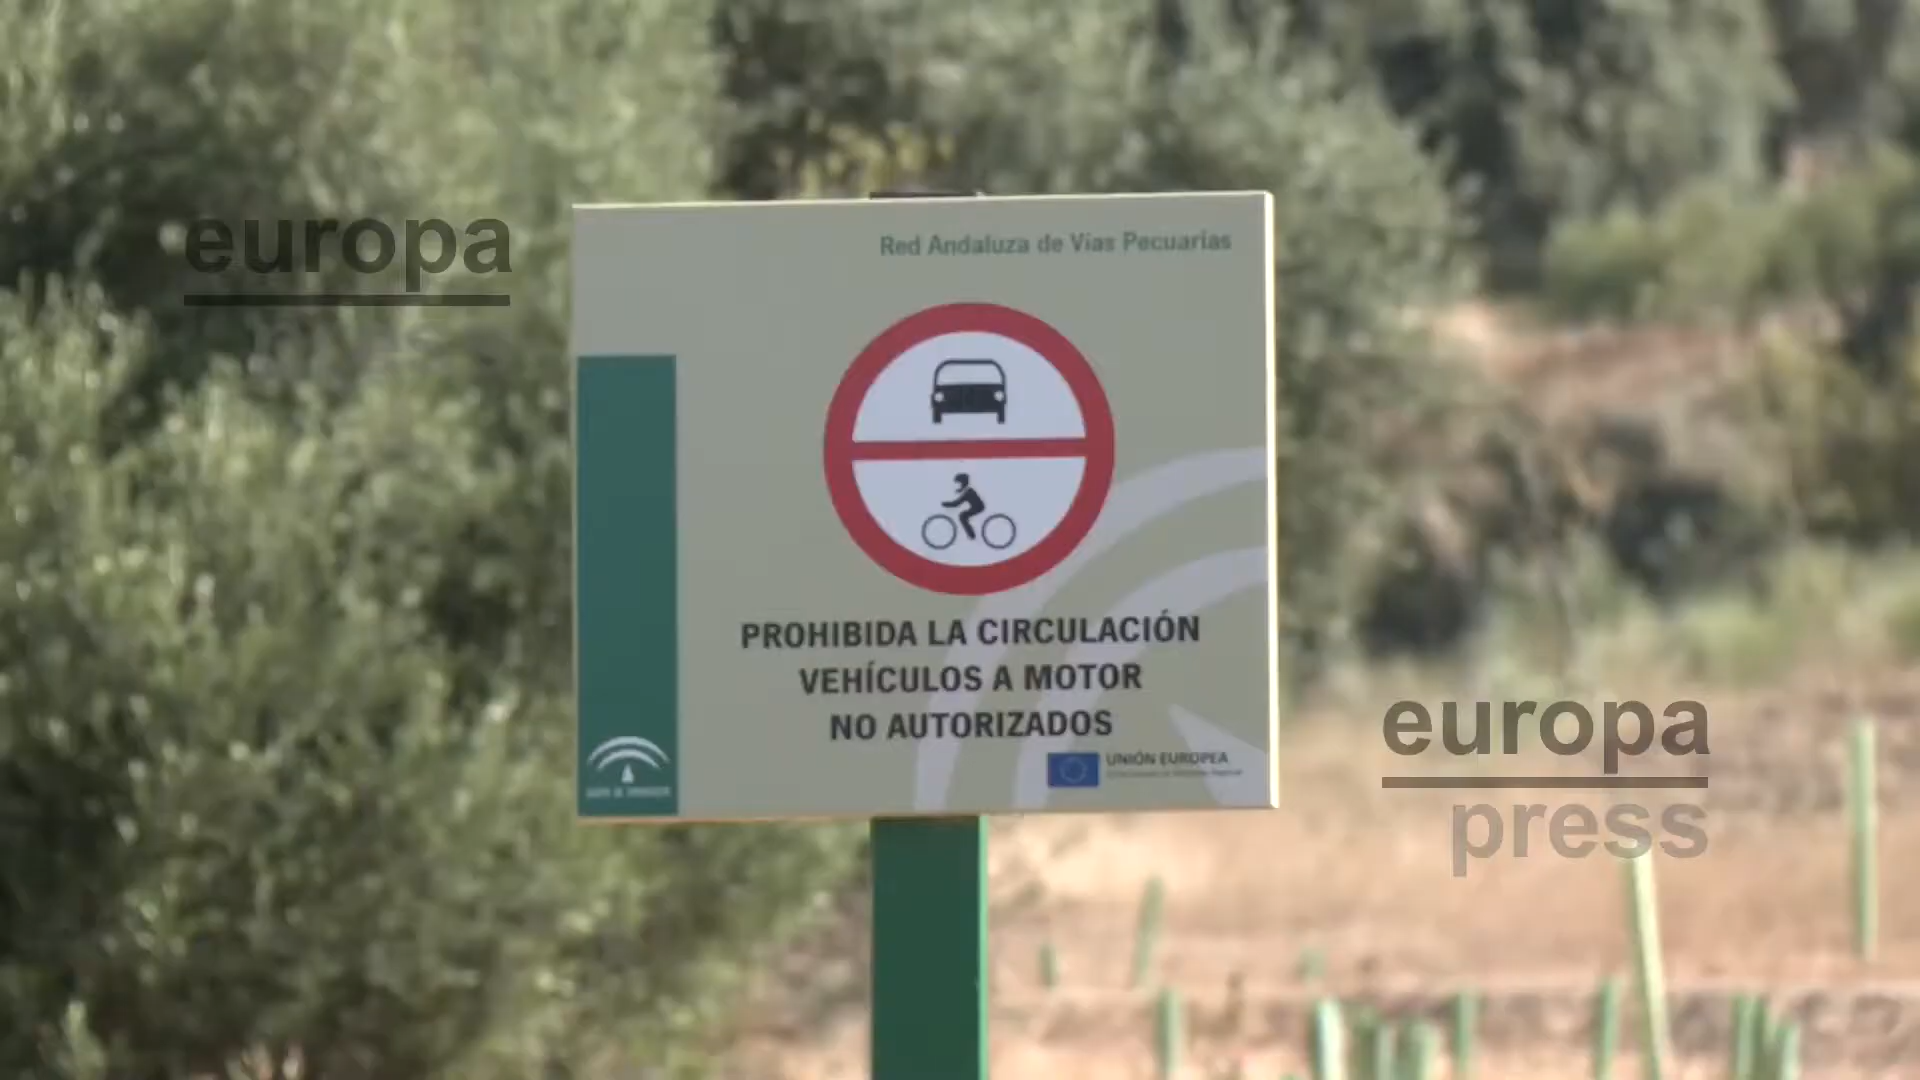 europa
Red Andaluza de Vías Pecuarias
PROHIBIDA LA CIRCULACIÓN
VEHÍCULOS A MOTOR
NO AUTORIZADOS
UNIÓN EUROPEA
europa
press